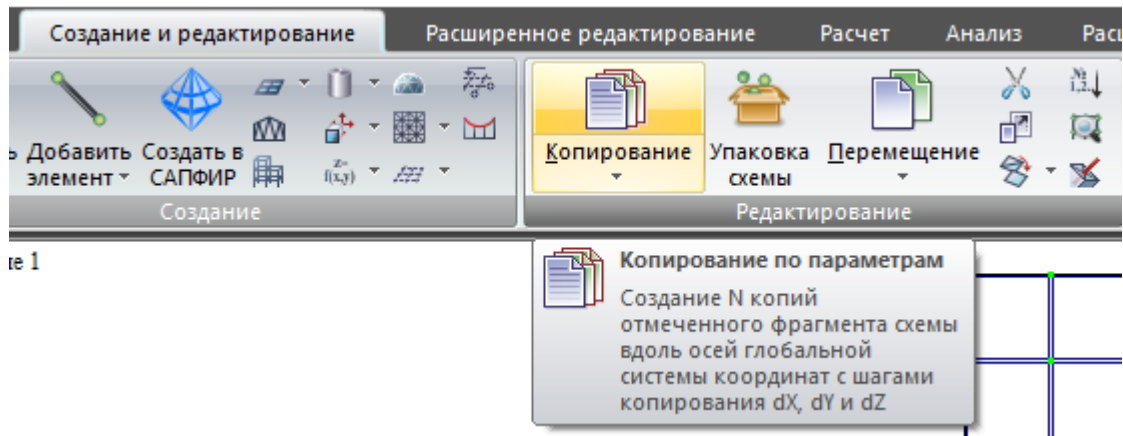 Создание и редактирование
Расширенное редактирование
Расчет
Анализ
Добавить
элемент
Создать в
САПФИР
f(x,y)
Создание
Копирование
Упаковка
схемы
Перемещение
Редактирование
1
Копирование по параметрам
Создание N копий
отмеченного фрагмента схемы
вдоль осей глобальной
системы координат с шагами
копирования dX, dY и dZ